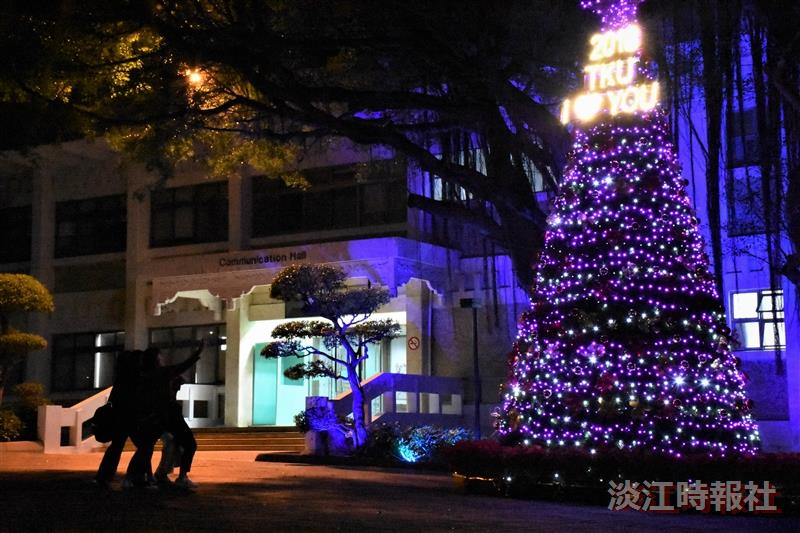 2018
TKU
I ♥ YOU
Communication Hall
淡江時報社